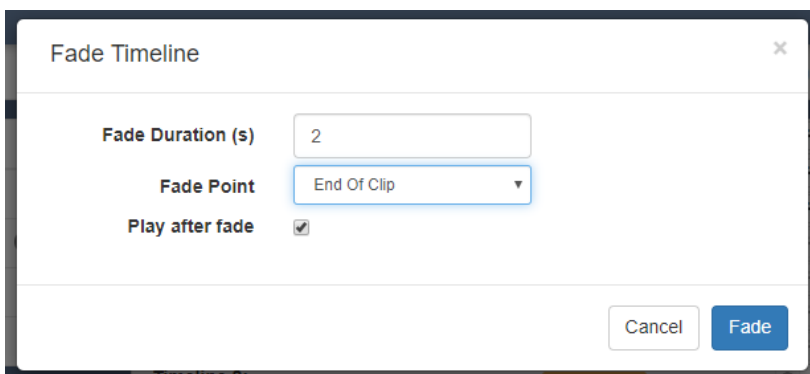 Fade Timeline
×
Fade Duration (s) 2
Fade Point End Of Clip
Play after fade
Cancel Fade